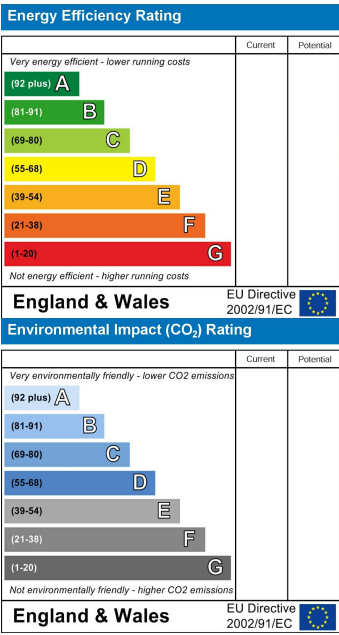 Energy Efficiency Rating
Current Potential
Very energy efficient - lower running costs
(92 plus) A
(81-91) B
(69-80) C
(55-68) D
(39-54) E
(21-38) F
(1-20) G
Not energy efficient - higher running costs
England & Wales
EU Directive
2002/91/EC
Environmental Impact (CO₂) Rating
Current Potential
Very environmentally friendly - lower CO2 emissions
(92 plus) A
(81-91) B
(69-80) C
(55-68) D
(39-54) E
(21-38) F
(1-20) G
Not environmentally friendly - higher CO2 emissions
England & Wales
EU Directive
2002/91/EC